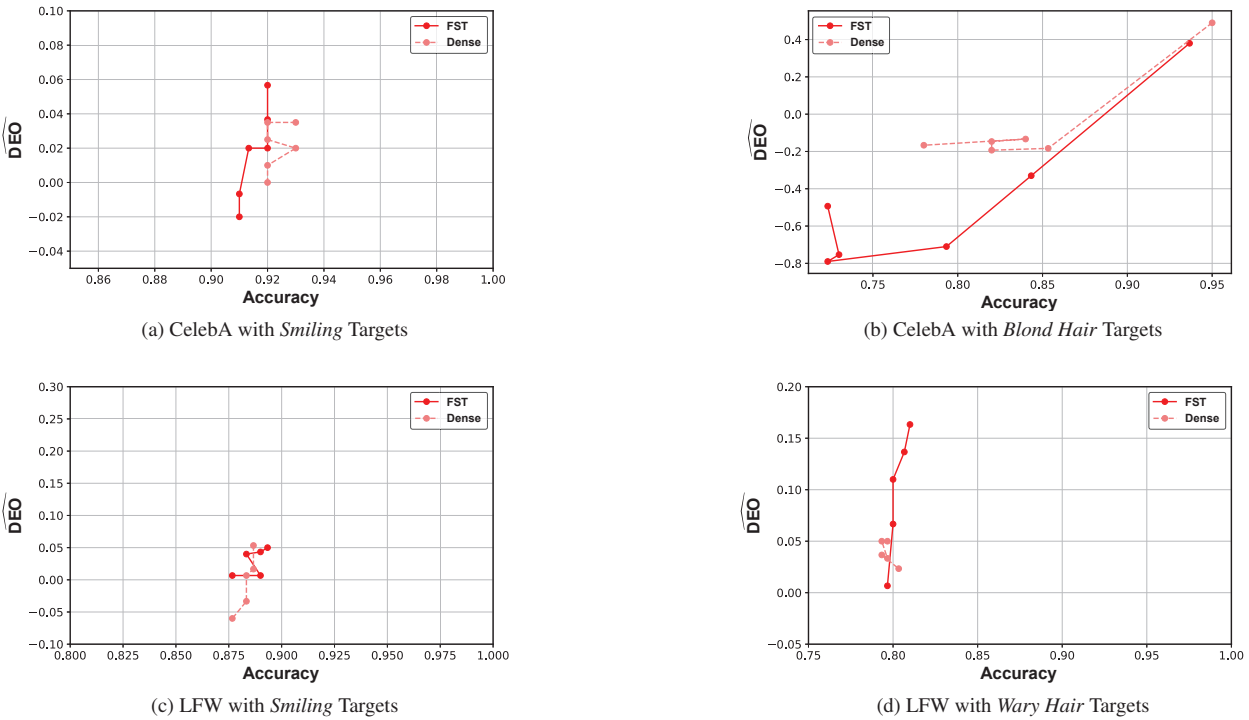 0.10
0.08
0.06
0.04
0.02
0.00
−0.02
−0.04
DEO
FST
Dense
0.86 0.88 0.90 0.92 0.94 0.96 0.98 1.00
Accuracy
(a) CelebA with Smiling Targets
0.4
0.2
0.0
−0.2
−0.4
−0.6
−0.8
DEO
FST
Dense
0.75 0.80 0.85 0.90 0.95
Accuracy
(b) CelebA with Blond Hair Targets
0.30
0.25
0.20
0.15
0.10
0.05
0.00
−0.05
−0.10
DEO
FST
Dense
0.800 0.825 0.850 0.875 0.900 0.925 0.950 0.975 1.000
Accuracy
(c) LFW with Smiling Targets
0.20
0.15
0.10
0.05
0.00
−0.05
DEO
FST
Dense
0.75 0.80 0.85 0.90 0.95 1.00
Accuracy
(d) LFW with Wary Hair Targets